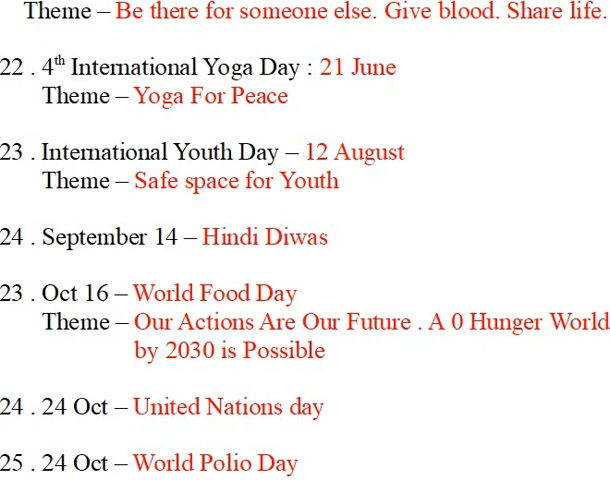 Theme – Be there for someone else. Give blood. Share life.
22 . 4th International Yoga Day : 21 June
Theme – Yoga For Peace
23 . International Youth Day – 12 August
Theme – Safe space for Youth
24 . September 14 – Hindi Diwas
23 . Oct 16 – World Food Day
Theme – Our Actions Are Our Future . A 0 Hunger World
by 2030 is Possible
24 . 24 Oct – United Nations day
25 . 24 Oct – World Polio Day